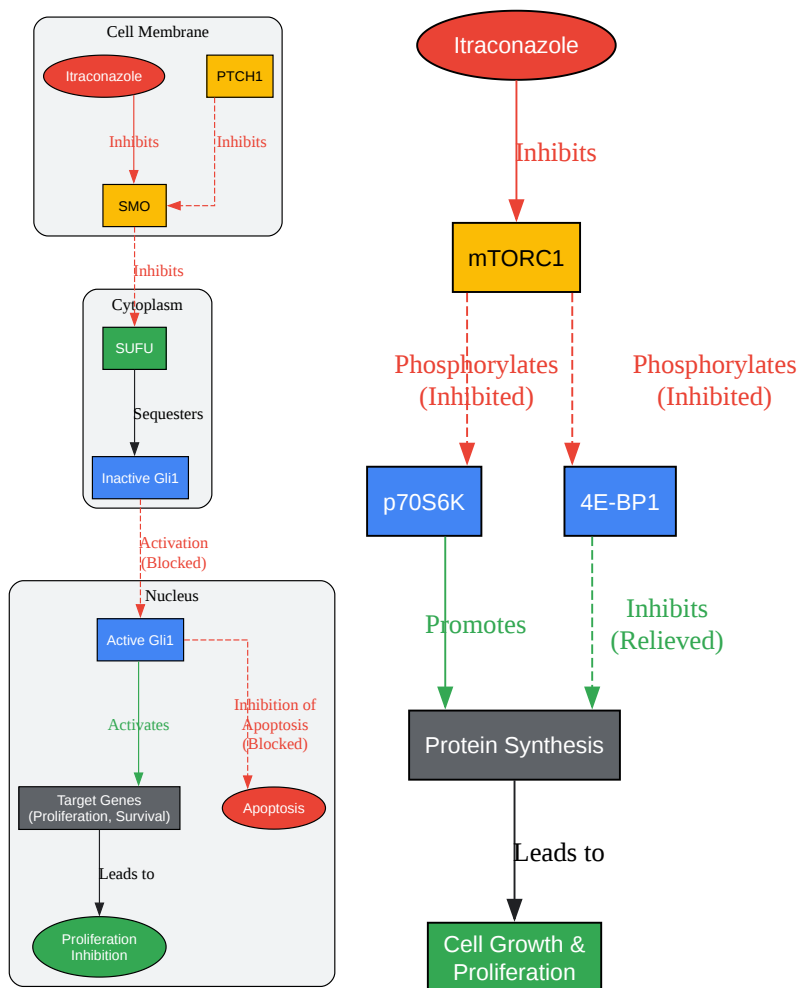 Cell Membrane
Itraconazole
PTCH1
Inhibits
Inhibits
SMO
Inhibits
Cytoplasm
SUFU
Sequesters
Inactive Gli1
Activation
(Blocked)
Nucleus
Active Gli1
Activates
Inhibition of
Apoptosis
(Blocked)
Target Genes
(Proliferation, Survival)
Apoptosis
Leads to
Proliferation
Inhibition
Itraconazole
Inhibits
mTORC1
Phosphorylates
(Inhibited)
Phosphorylates
(Inhibited)
p70S6K
4E-BP1
Promotes
Inhibits
(Relieved)
Protein Synthesis
Leads to
Cell Growth &
Proliferation